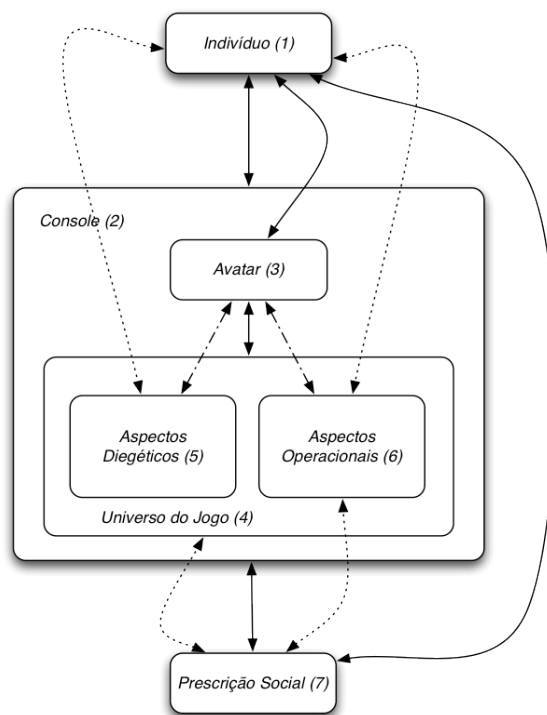 Indivíduo (1)
Console (2)
Avatar (3)
Aspectos
Diegéticos (5)
Aspectos
Operacionais (6)
Universo do Jogo (4)
Prescrição Social (7)